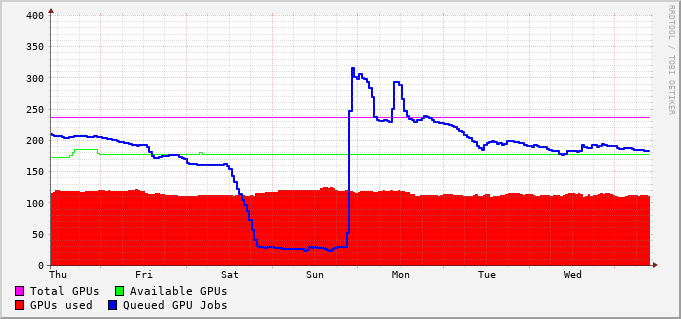 400
350
300
250
200
150
100
50
0
Thu Fri Sat Sun Mon Tue Wed
Total GPUs Available GPUs
GPUs used Queued GPU Jobs
RRDTOOL / TOBI OETIKER